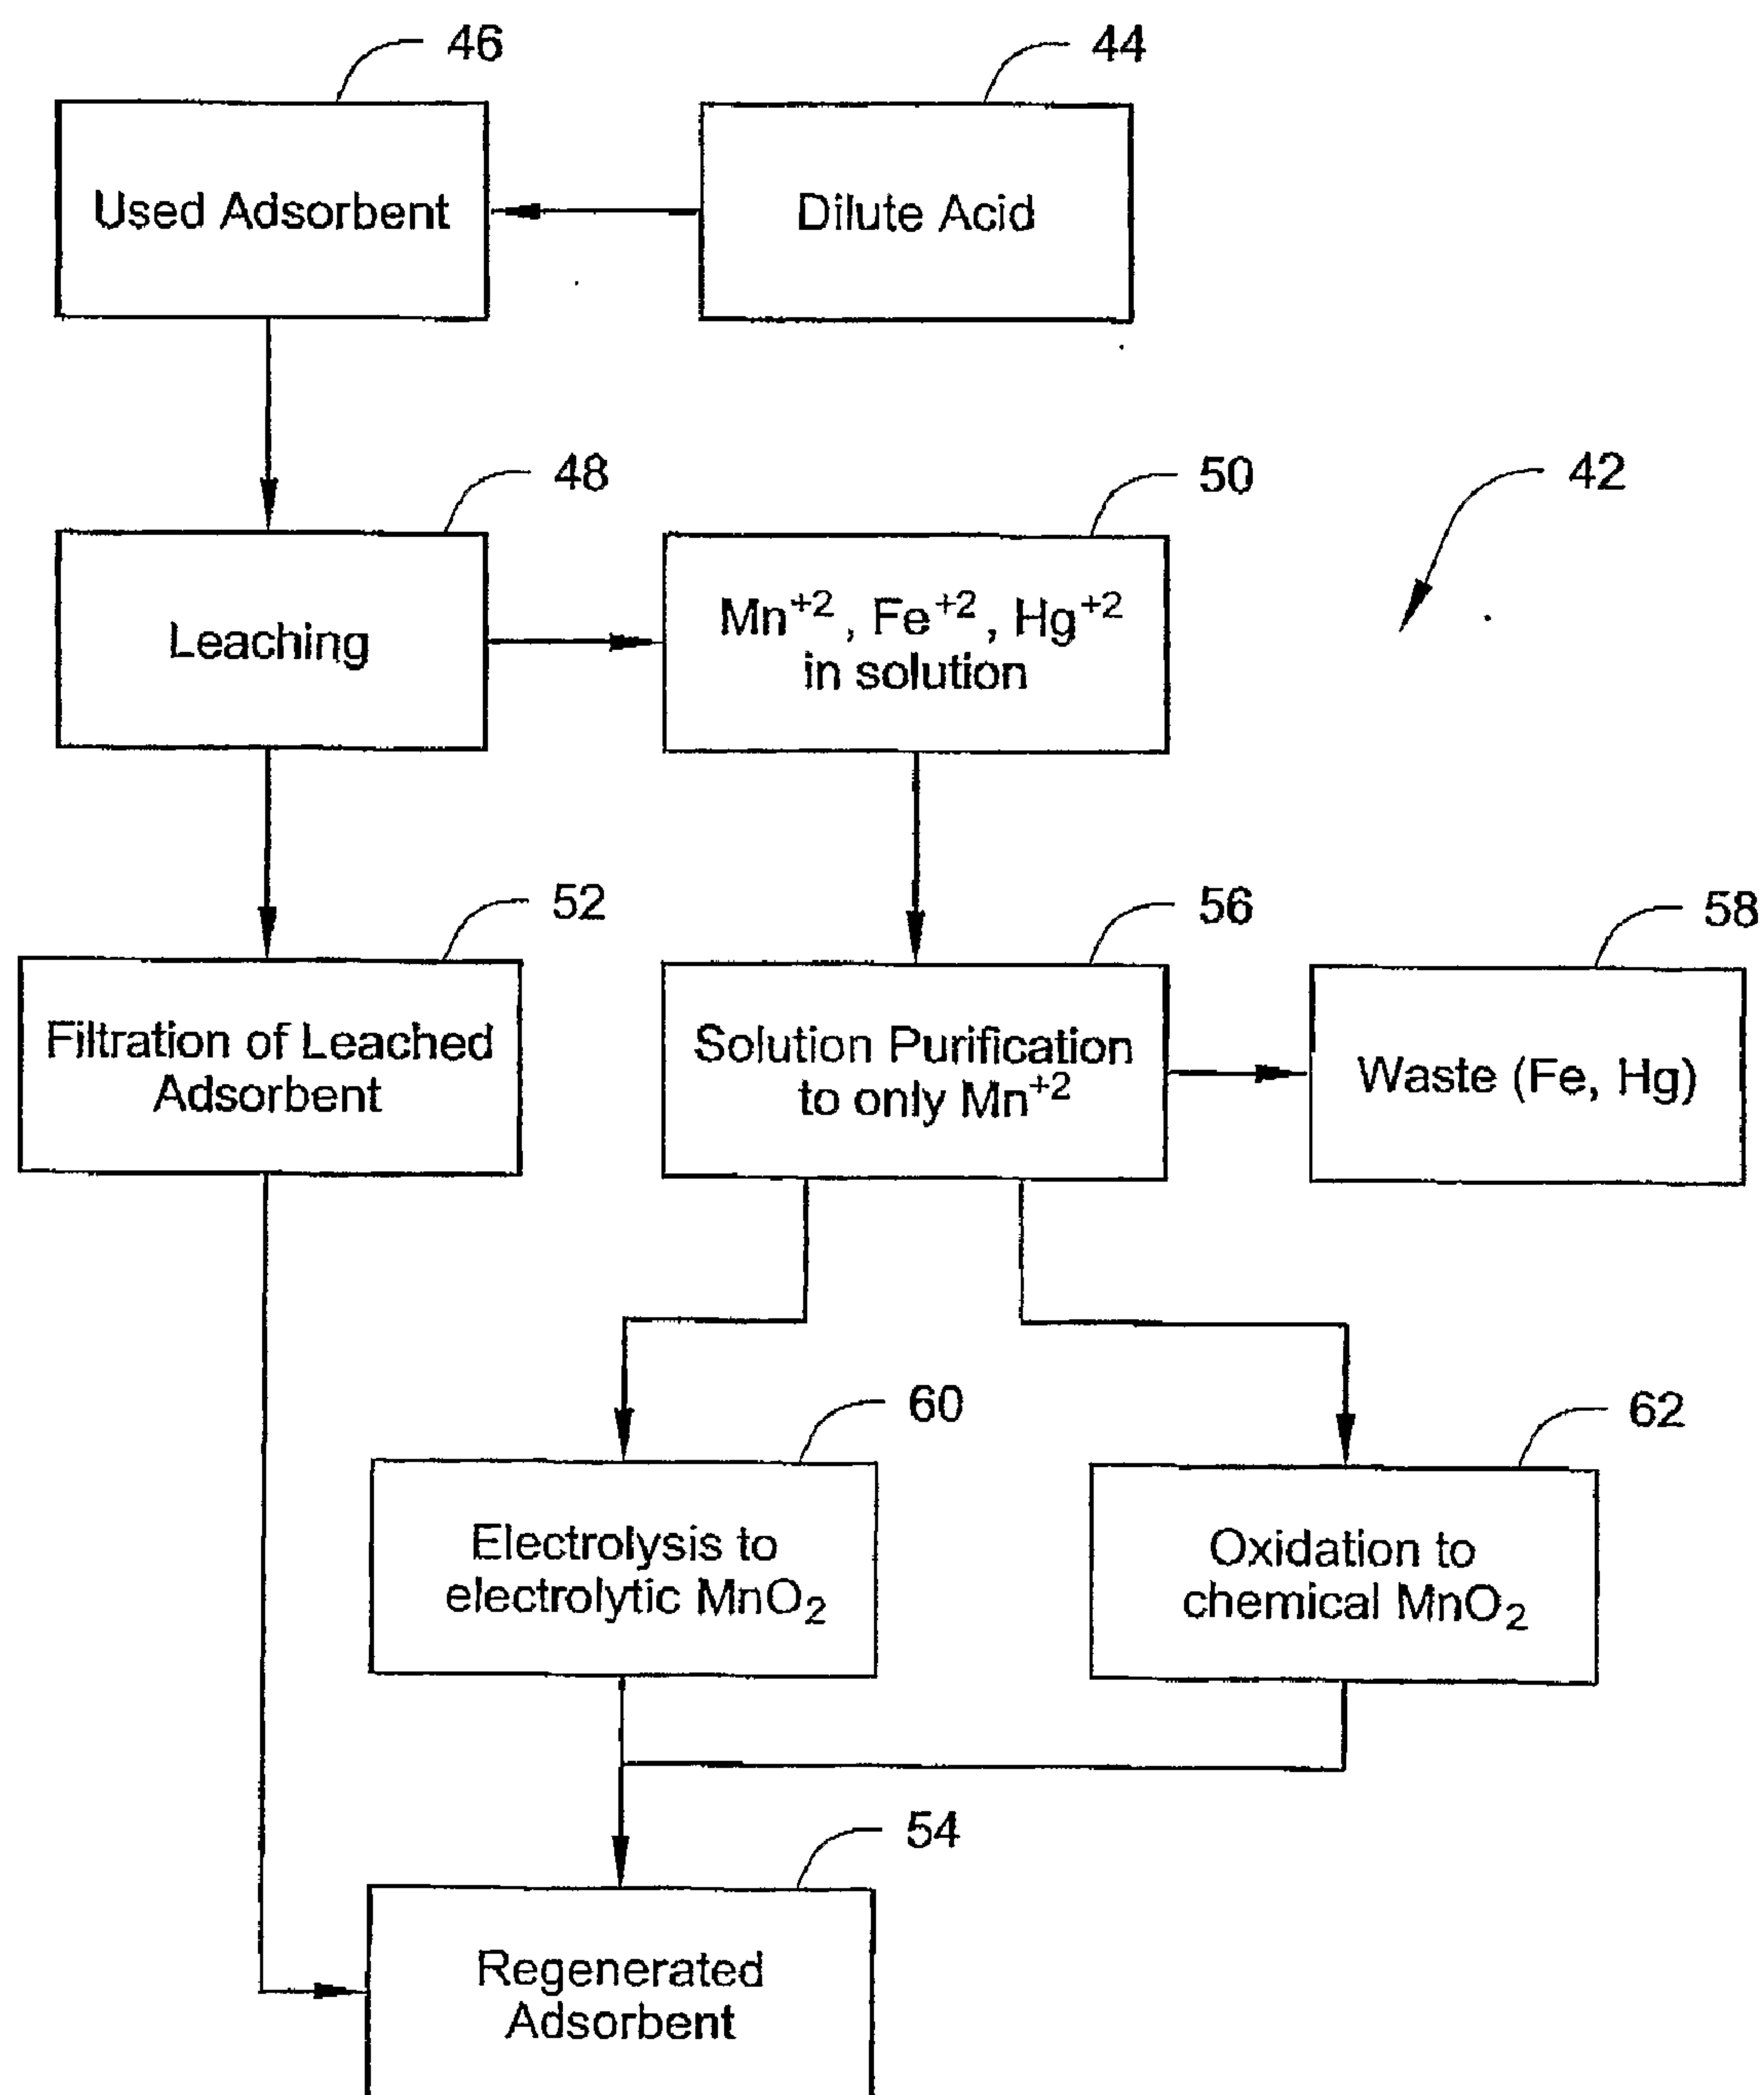 46
44
Used Adsorbent
Dilute Acid
48
50
42
Leaching
Mn⁺², Fe⁺², Hg⁺²
in solution
52
56
58
Filtration of Leached
Adsorbent
Solution Purification
to only Mn⁺²
Waste (Fe, Hg)
60
62
Electrolysis to
electrolytic MnO₂
Oxidation to
chemical MnO₂
54
Regenerated
Adsorbent